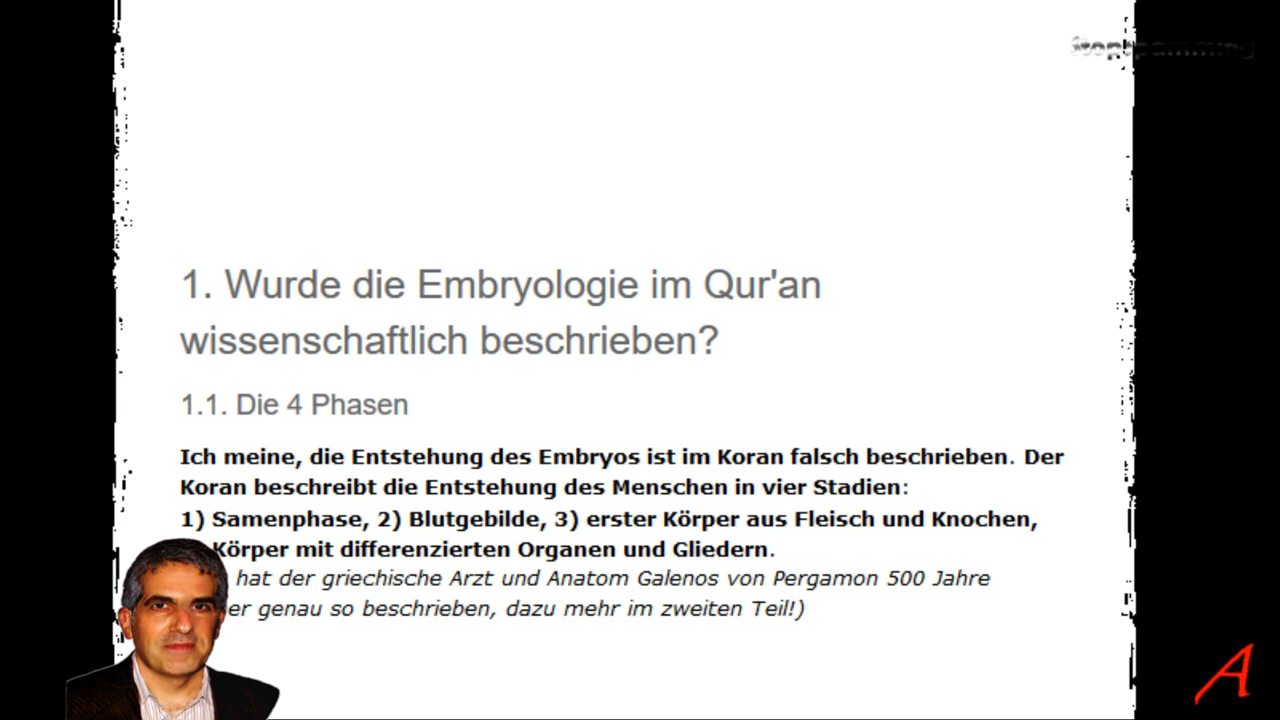 1. Wurde die Embryologie im Qur'an
wissenschaftlich beschrieben?
1.1. Die 4 Phasen
Ich meine, die Entstehung des Embryos ist im Koran falsch beschrieben. Der
Koran beschreibt die Entstehung des Menschen in vier Stadien:
1) Samenphase, 2) Blutgebilde, 3) erster Körper aus Fleisch und Knochen,
Körper mit differenzierten Organen und Gliedern.
hat der griechische Arzt und Anatom Galenos von Pergamon 500 Jahre
genau so beschrieben, dazu mehr im zweiten Teil!)
A